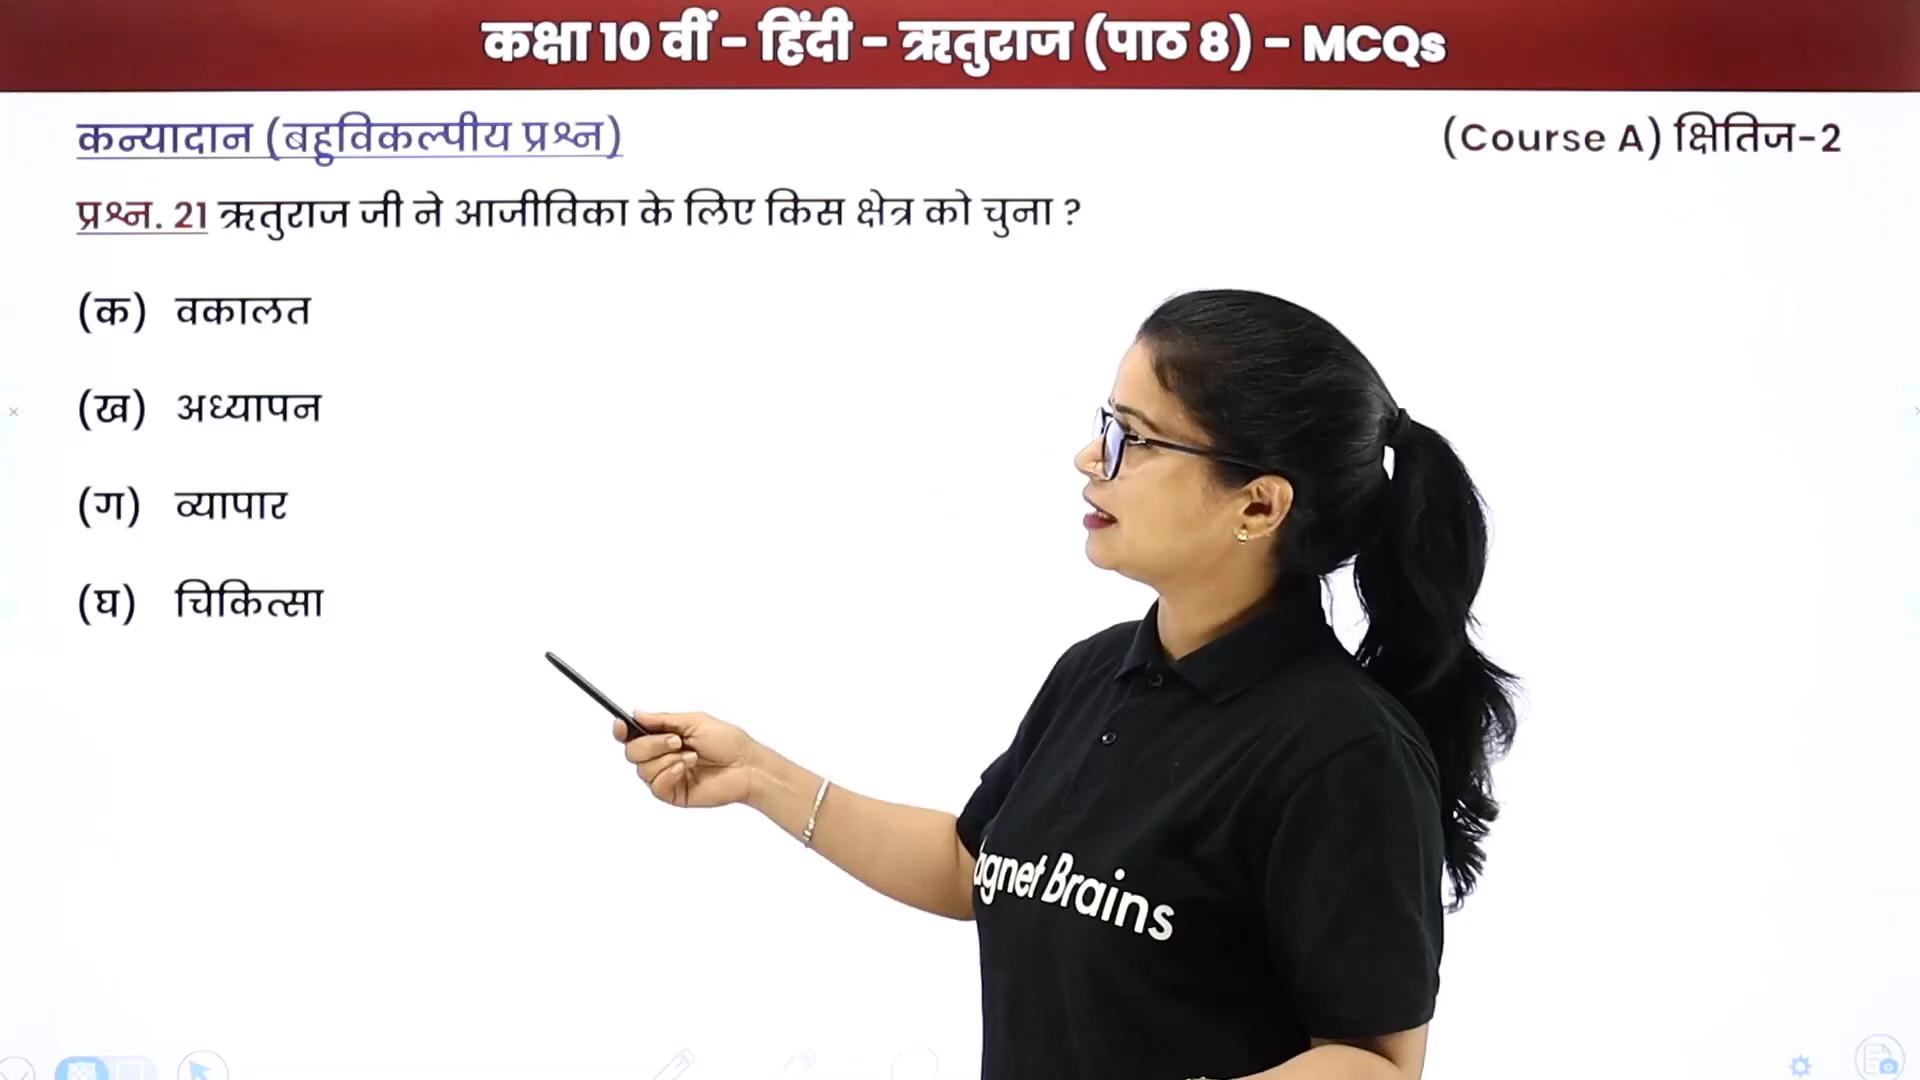 कक्षा 10 वीं - हिंदी - ऋतुराज (पाठ 8) - MCQs
कन्यादान (बहुविकल्पीय प्रश्न)
(Course A) क्षितिज-2
प्रश्न. 21 ऋतुराज जी ने आजीविका के लिए किस क्षेत्र को चुना ?
(क) वकालत
(ख) अध्यापन
(ग) व्यापार
(घ) चिकित्सा
agnet Brains